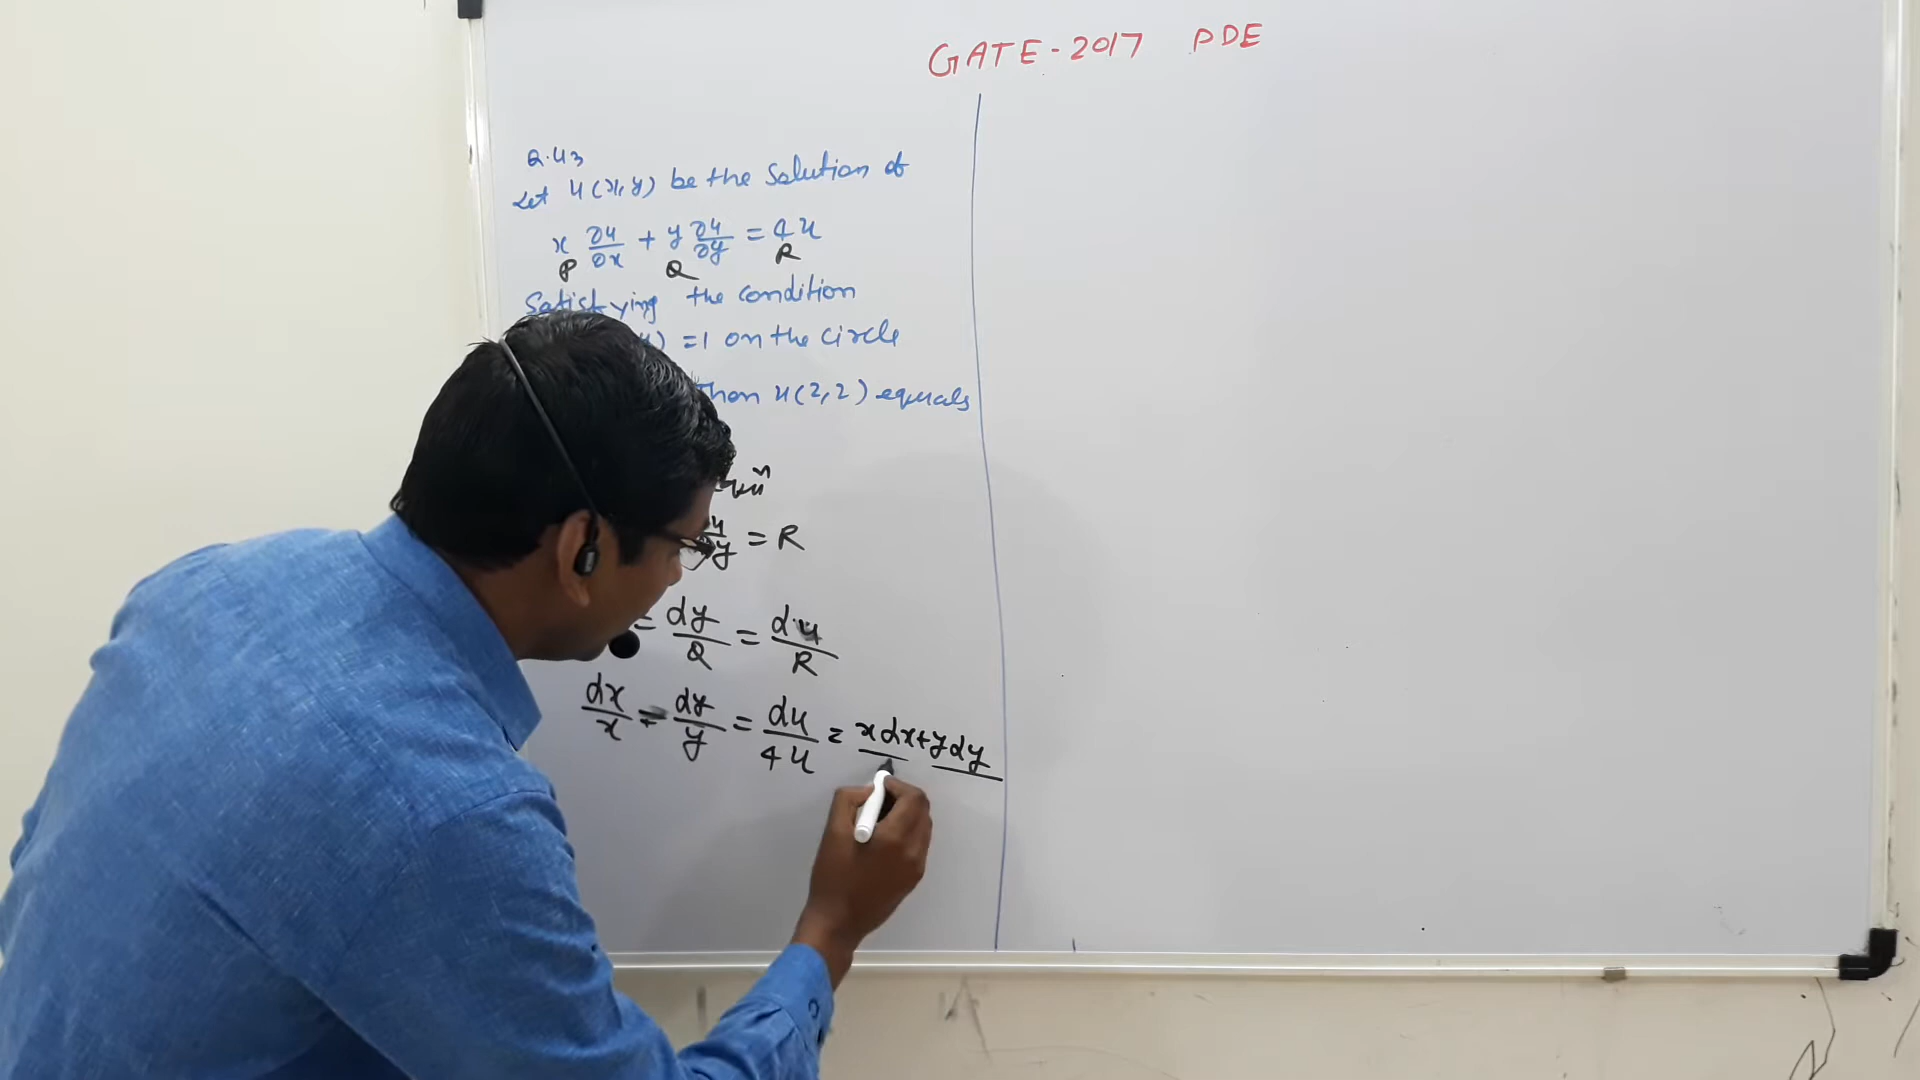 GATE-2017 PDE
Q.43
Let u(x,y) be the solution of
x ∂u/∂x + y ∂u/∂y = 4u
P Q R
Satisfying the condition
) =1 on the circle
Then u(2,2) equals
= R
= dy/Q = du/R
dx/x = dy/y = du/4u = xdx+ydy